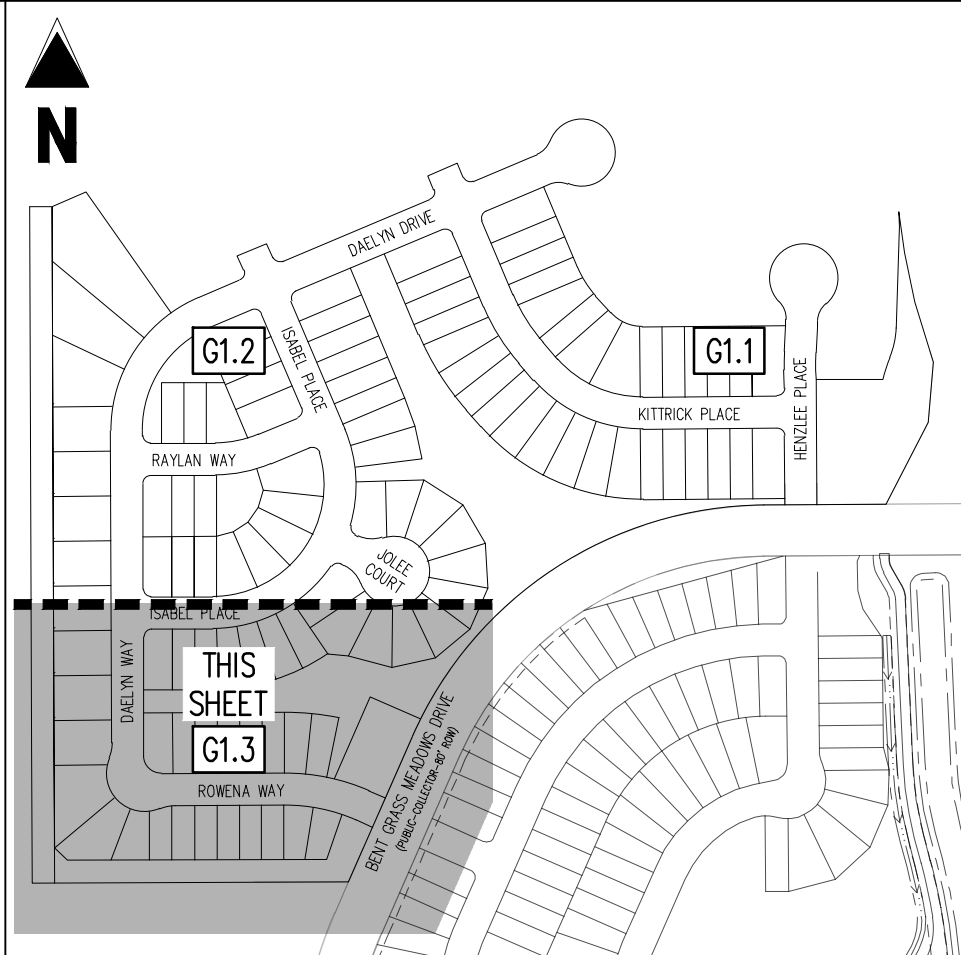 N
DAELYN DRIVE
G1.2
ISABEL PLACE
G1.1
HENZLEE PLACE
KITTRICK PLACE
RAYLAN WAY
JOLEE
COURT
ISABEL PLACE
DAELYN WAY
THIS
SHEET
G1.3
ROWENA WAY
BENT GRASS MEADOWS DRIVE
(PUBLIC-COLLECTOR-80' ROW)